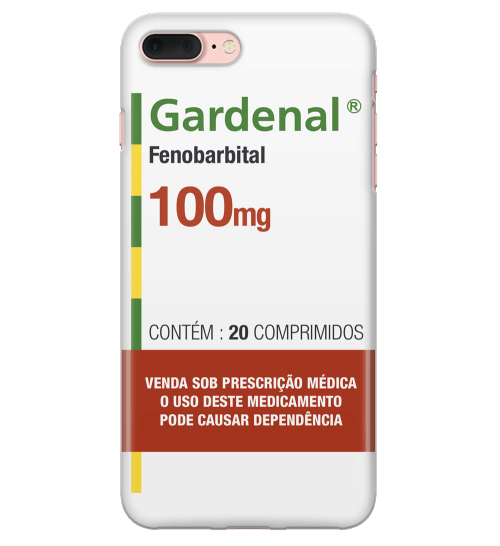 Gardenal ®
Fenobarbital
100mg
CONTÉM : 20 COMPRIMIDOS
VENDA SOB PRESCRIÇÃO MÉDICA
O USO DESTE MEDICAMENTO
PODE CAUSAR DEPENDÊNCIA